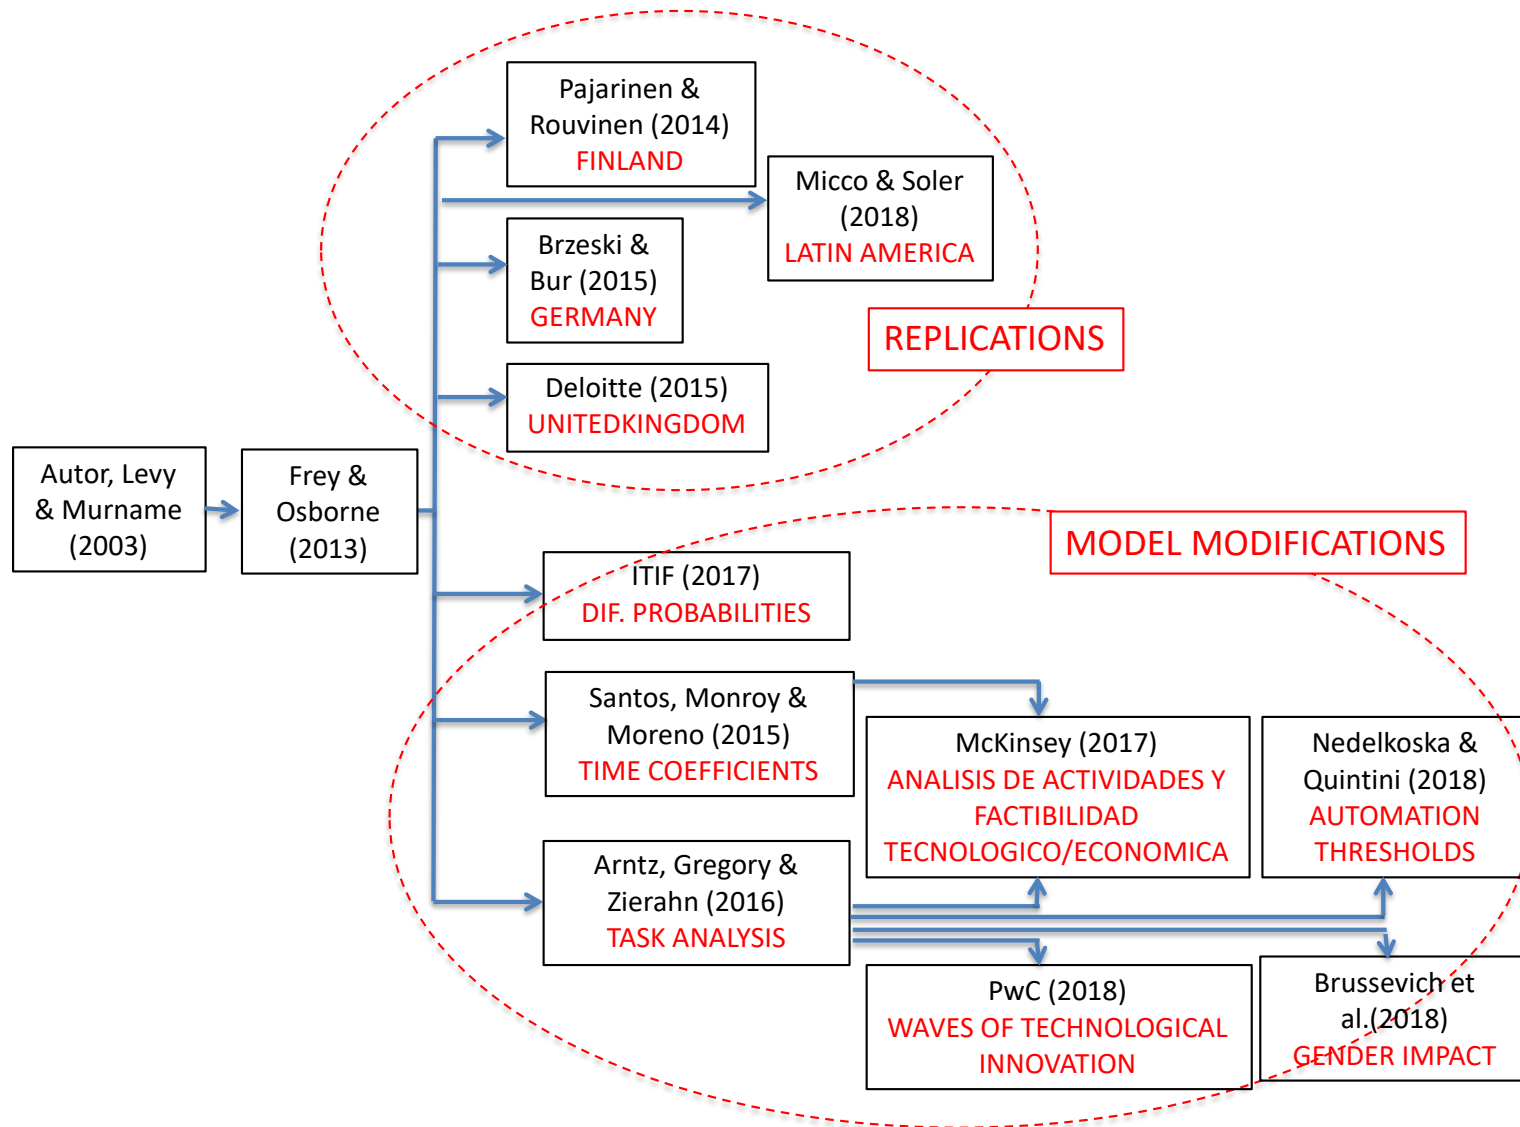 Pajarinen &
Rouvinen (2014)
FINLAND
Micco & Soler
(2018)
LATIN AMERICA
Brzeski &
Bur (2015)
GERMANY
REPLICATIONS
Deloitte (2015)
UNITEDKINGDOM
Autor, Levy
& Murname
(2003)
Frey &
Osborne
(2013)
MODEL MODIFICATIONS
ITIF (2017)
DIF. PROBABILITIES
Santos, Monroy &
Moreno (2015)
TIME COEFFICIENTS
McKinsey (2017)
ANALISIS DE ACTIVIDADES Y
FACTIBILIDAD
TECNOLOGICO/ECONOMICA
Nedelkoska &
Quintini (2018)
AUTOMATION
THRESHOLDS
Arntz, Gregory &
Zierahn (2016)
TASK ANALYSIS
PwC (2018)
WAVES OF TECHNOLOGICAL
INNOVATION
Brussevich et
al.(2018)
GENDER IMPACT